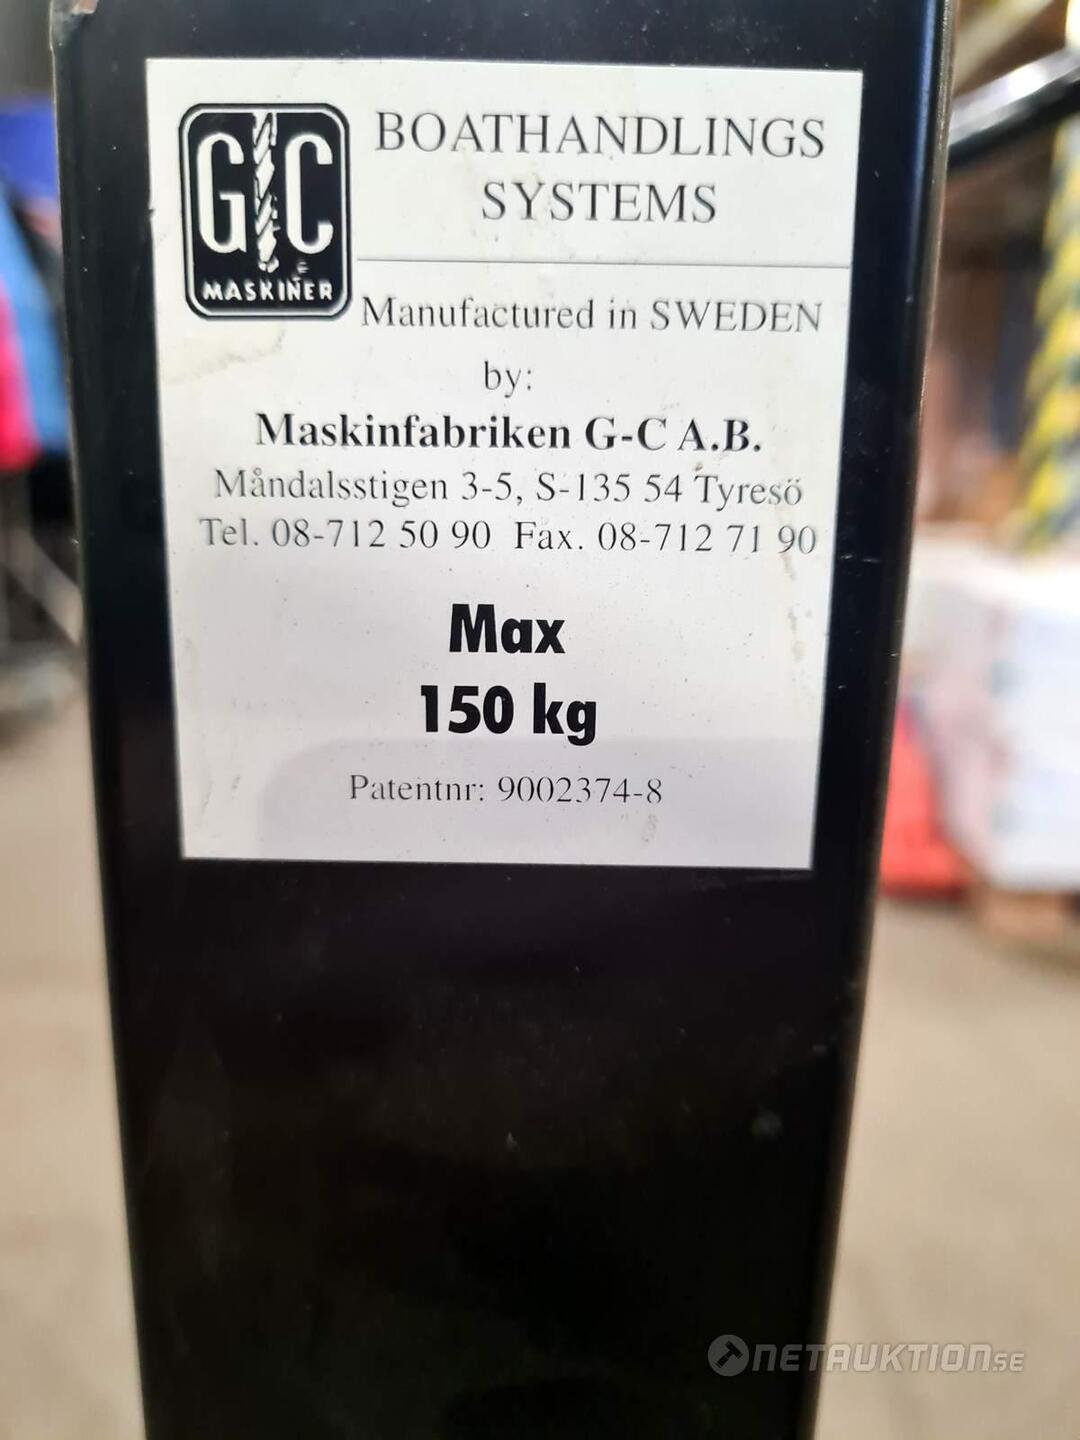 G C
MASKINER
BOATHANDLINGS
SYSTEMS
Manufactured in SWEDEN
by:
Maskinfabriken G-C A.B.
Måndalsstigen 3-5, S-135 54 Tyresö
Tel. 08-712 50 90 Fax. 08-712 71 90
Max
150 kg
Patentnr: 9002374-8
NETAUKTION.SE